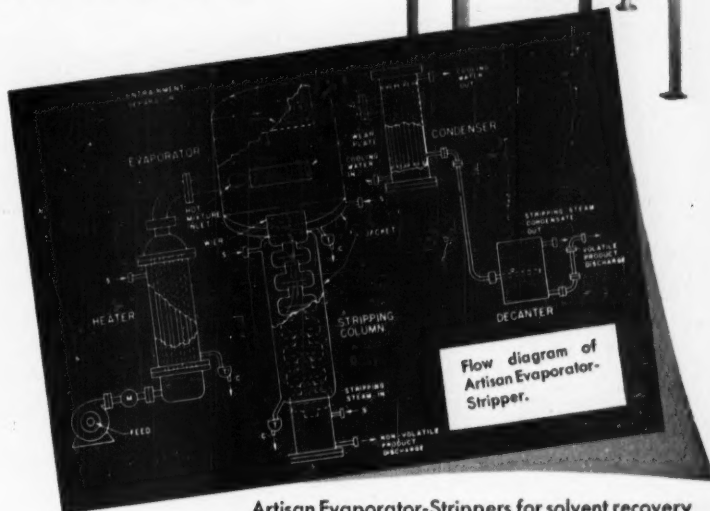 ENTRAINMENT
EVAPORATOR
HOT
MIXTURE
INLET
S
HEATER
C
M
FEED
WEIR
S
PLATE
COOLING
WATER
IN
COOLING
WATER
OUT
CONDENSER
S
JACKET
C
STRIPPING
COLUMN
STRIPPING
STEAM IN
S
C
NON-VOLATILE
PRODUCT
DISCHARGE
STRIPPING STEAM
CONDENSATE
OUT
VOLATILE
PRODUCT
DISCHARGE
DECANTER
Flow diagram of
Artisan Evaporator-
Stripper.
Artisan Evaporator-Strippers for solvent recovery